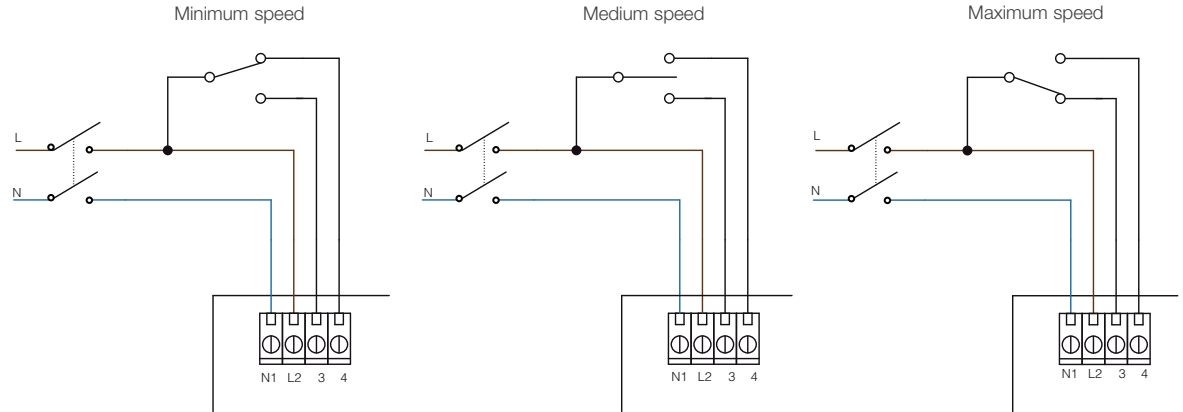 Minimum speed
L
N
N1 L2 3 4
Medium speed
L
N
N1 L2 3 4
Maximum speed
L
N
N1 L2 3 4